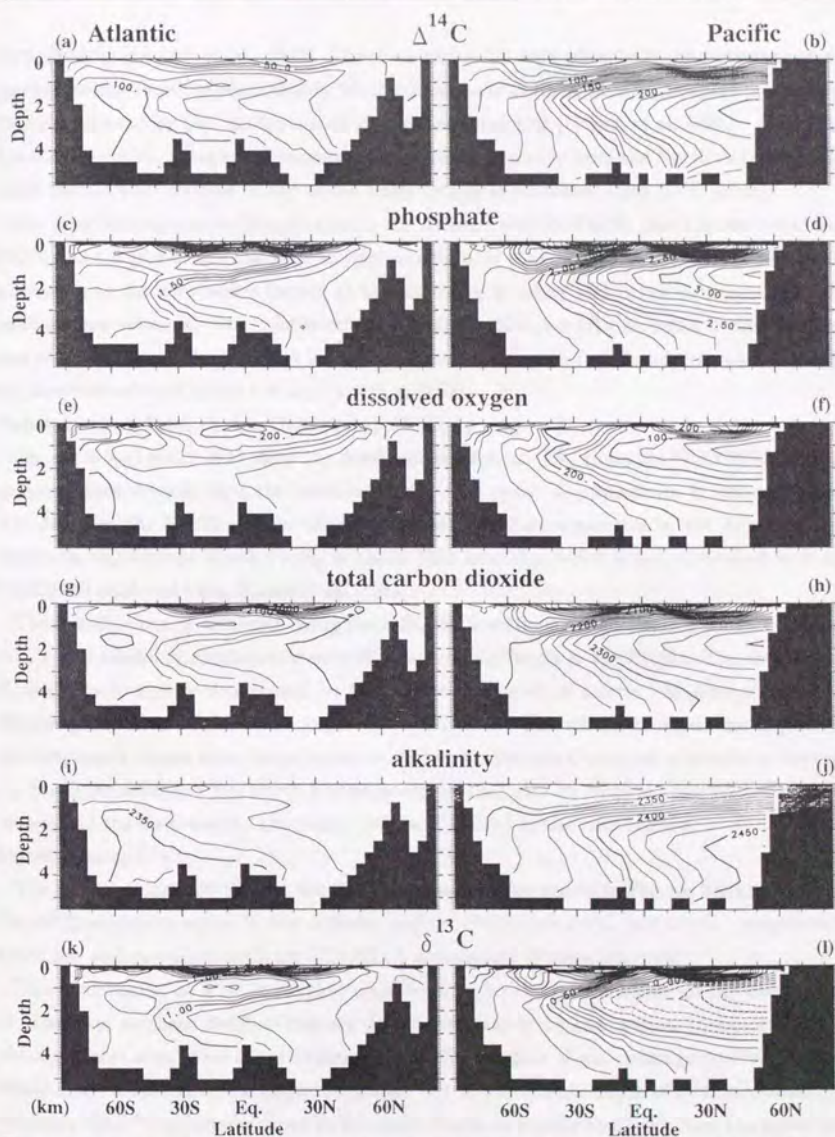 Atlantic Δ14C Pacific
(a) (b)
50.0
100. 100. 150. 200.
0 2 4
Depth
phosphate
(c) (d)
1.50 2.00 2.50 3.00 2.50
0 2 4
Depth
dissolved oxygen
(e) (f)
200. 100. 200.
0 2 4
Depth
total carbon dioxide
(g) (h)
2100 2100 2200 2300
0 2 4
Depth
alkalinity
(i) (j)
2350 2350 2400 2450
0 2 4
Depth
δ13C
(k) (l)
1.00 0.60
0 2 4
Depth
(km) 60S 30S Eq. 30N 60N 60S 30S Eq. 30N 60N
Latitude Latitude